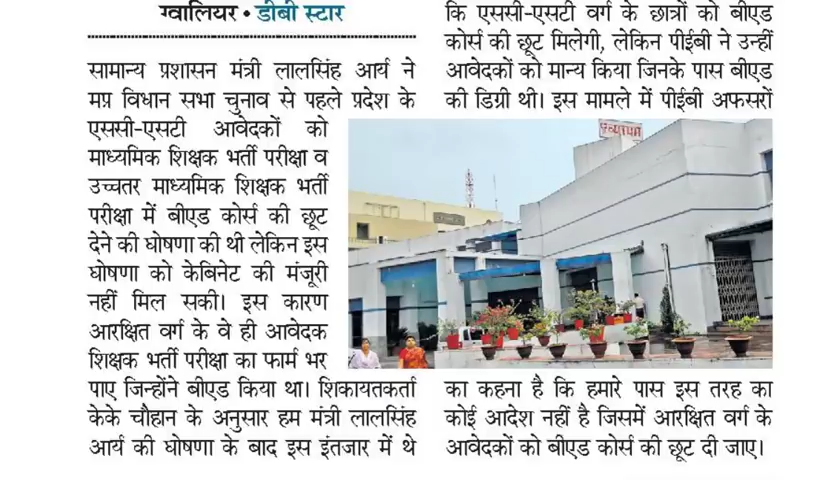 ग्वालियर • डीबी स्टार
सामान्य प्रशासन मंत्री लालसिंह आर्य ने
मप्र विधान सभा चुनाव से पहले प्रदेश के
एससी-एसटी आवेदकों को
माध्यमिक शिक्षक भर्ती परीक्षा व
उच्चतर माध्यमिक शिक्षक भर्ती
परीक्षा में बीएड कोर्स की छूट
देने की घोषणा की थी लेकिन इस
घोषणा को केबिनेट की मंजूरी
नहीं मिल सकी। इस कारण
आरक्षित वर्ग के वे ही आवेदक
शिक्षक भर्ती परीक्षा का फार्म भर
पाए जिन्होंने बीएड किया था। शिकायतकर्ता
केके चौहान के अनुसार हम मंत्री लालसिंह
आर्य की घोषणा के बाद इस इंतजार में थे
कि एससी-एसटी वर्ग के छात्रों को बीएड
कोर्स की छूट मिलेगी, लेकिन पीईबी ने उन्हीं
आवेदकों को मान्य किया जिनके पास बीएड
की डिग्री थी। इस मामले में पीईबी अफसरों
व्यापम
का कहना है कि हमारे पास इस तरह का
कोई आदेश नहीं है जिसमें आरक्षित वर्ग के
आवेदकों को बीएड कोर्स की छूट दी जाए।